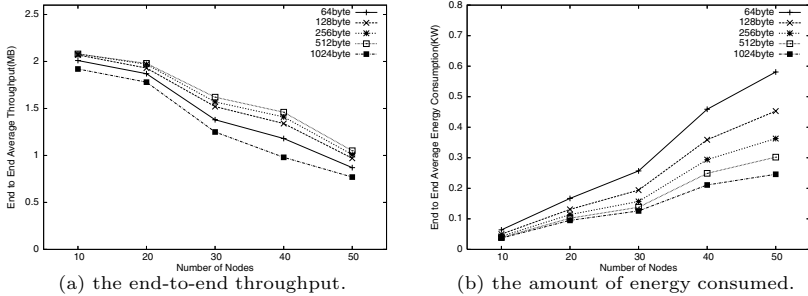 2.5
2
1.5
1
0.5
0
10
20
30
40
50
End to End Average Throughput(MB)
Number of Nodes
64byte
128byte
256byte
512byte
1024byte
(a) the end-to-end throughput.
0.8
0.7
0.6
0.5
0.4
0.3
0.2
0.1
0
10
20
30
40
50
End to End Average Energy Consumption(KW)
Number of Nodes
64byte
128byte
256byte
512byte
1024byte
(b) the amount of energy consumed.